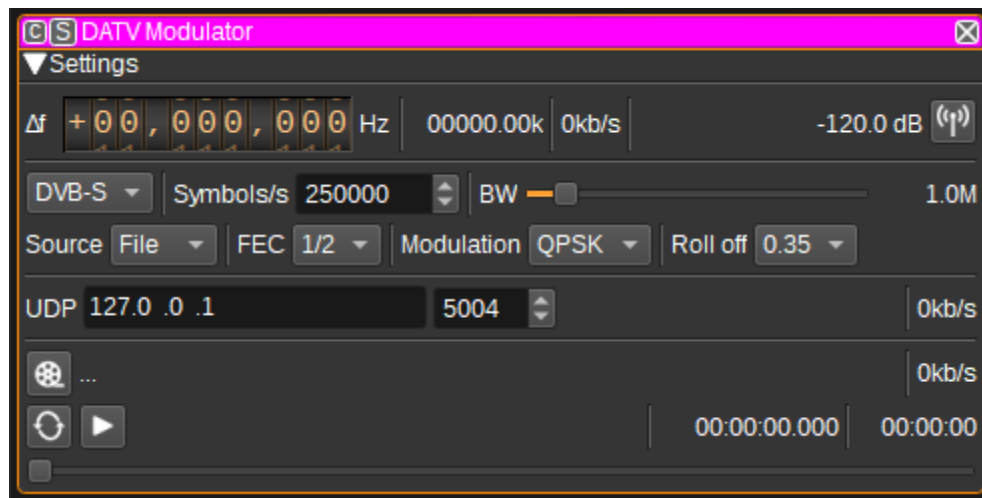 C S DATV Modulator
Settings
Δf +00,000,000 Hz 00000.00k 0kb/s -120.0 dB
DVB-S Symbols/s 250000 BW 1.0M
Source File FEC 1/2 Modulation QPSK Roll off 0.35
UDP 127.0 .0 .1 5004 0kb/s
... 0kb/s
00:00:00.000 00:00:00